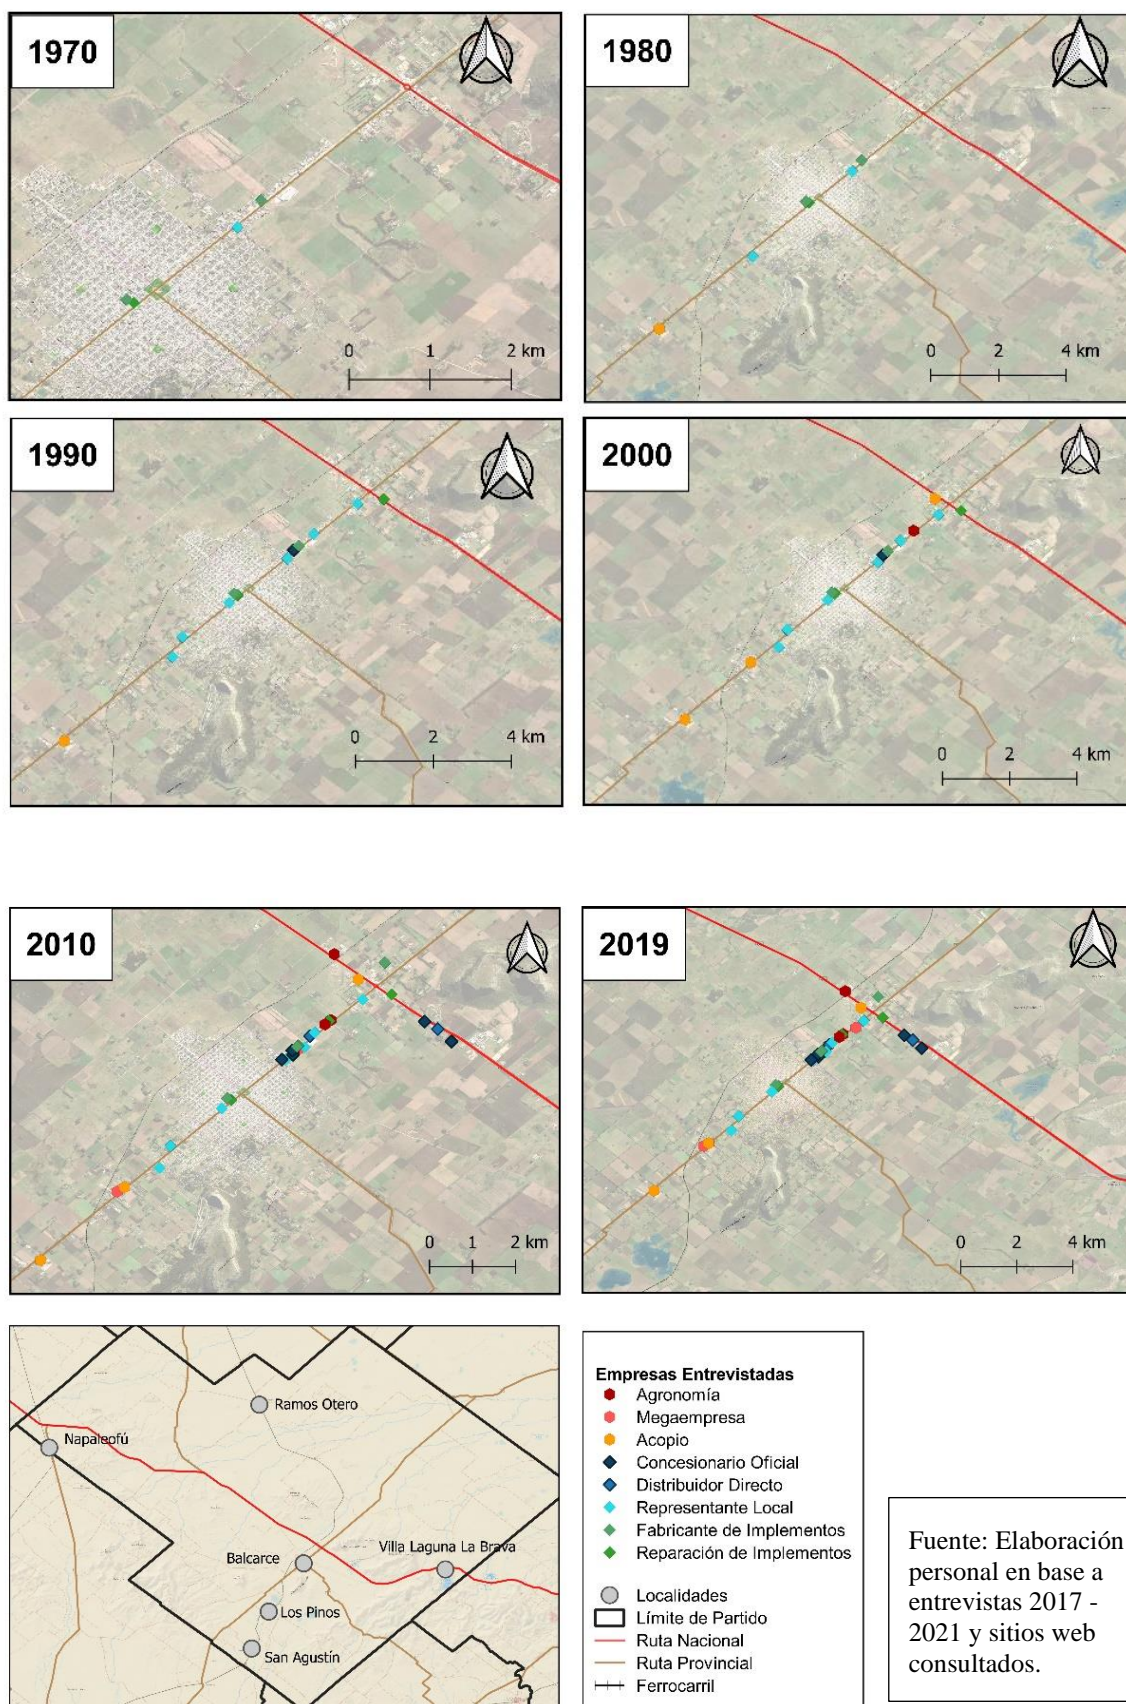 1970
0 1 2 km
1980
0 2 4 km
1990
0 2 4 km
2000
0 2 4 km
2010
0 1 2 km
2019
0 2 4 km
Ramos Otero
Napaleofú
Balcarce
Villa Laguna La Brava
Los Pinos
San Agustín
Empresas Entrevistadas
Agronomía
Megaempresa
Acopio
Concesionario Oficial
Distribuidor Directo
Representante Local
Fabricante de Implementos
Reparación de Implementos
Localidades
Límite de Partido
Ruta Nacional
Ruta Provincial
Ferrocarril
Fuente: Elaboración
personal en base a
entrevistas 2017 -
2021 y sitios web
consultados.